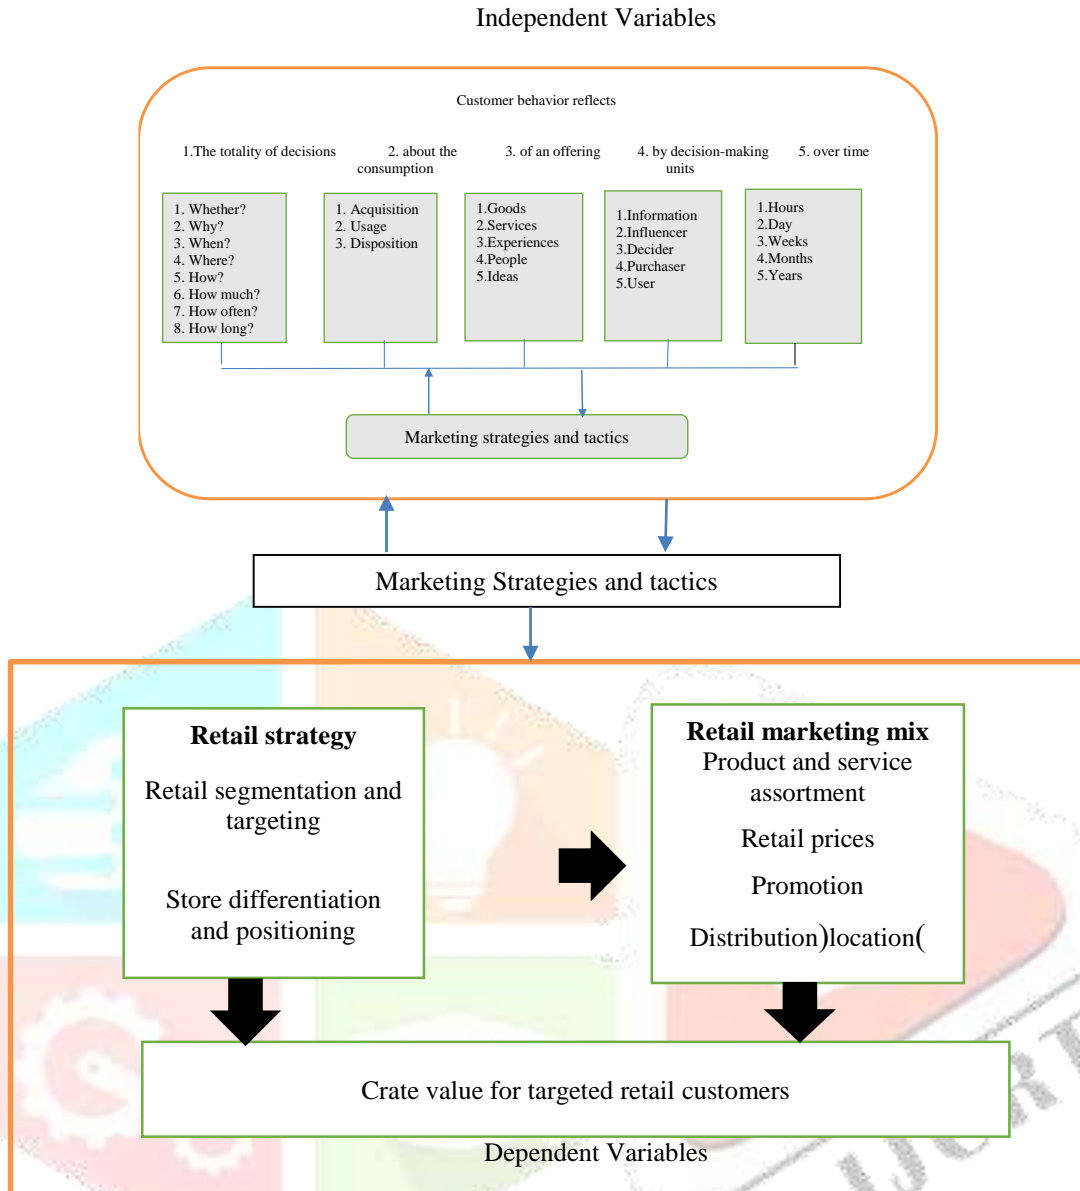 Independent Variables
Customer behavior reflects
1.The totality of decisions
2. about the
consumption
3. of an offering
4. by decision-making
units
5. over time
1. Whether?
2. Why?
3. When?
4. Where?
5. How?
6. How much?
7. How often?
8. How long?
1. Acquisition
2. Usage
3. Disposition
1.Goods
2.Services
3.Experiences
4.People
5.Ideas
1.Information
2.Influencer
3.Decider
4.Purchaser
5.User
1.Hours
2.Day
3.Weeks
4.Months
5.Years
Marketing strategies and tactics
Marketing Strategies and tactics
Retail strategy
Retail segmentation and
targeting
Store differentiation
and positioning
Retail marketing mix
Product and service
assortment
Retail prices
Promotion
Distribution)location(
Crate value for targeted retail customers
Dependent Variables